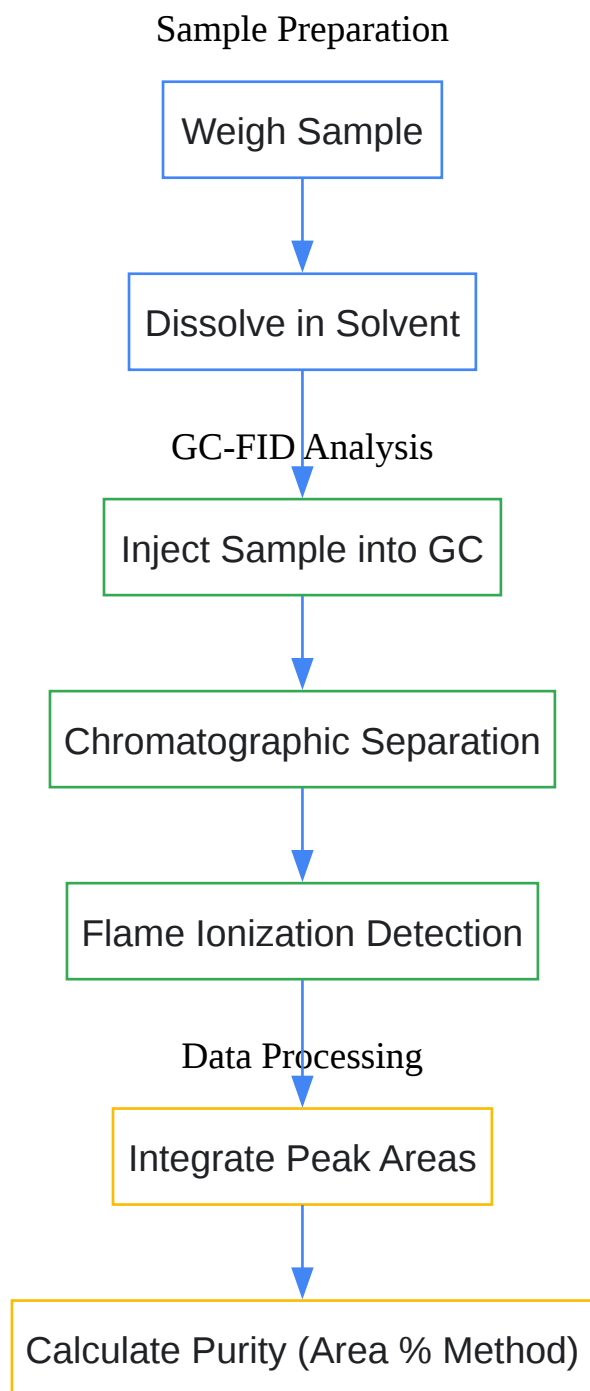 Sample Preparation
Weigh Sample
Dissolve in Solvent
GC-FID Analysis
Inject Sample into GC
Chromatographic Separation
Flame Ionization Detection
Data Processing
Integrate Peak Areas
Calculate Purity (Area % Method)